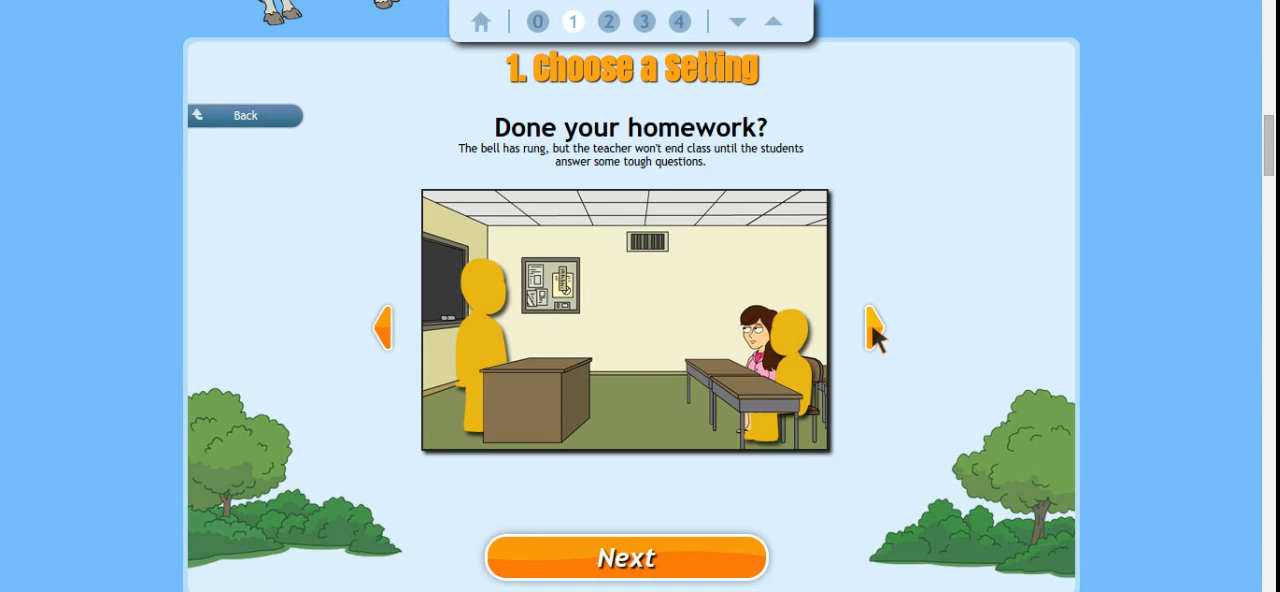 0 1 2 3 4
1. Choose a Setting
Back
Done your homework?
The bell has rung, but the teacher won't end class until the students
answer some tough questions.
Next